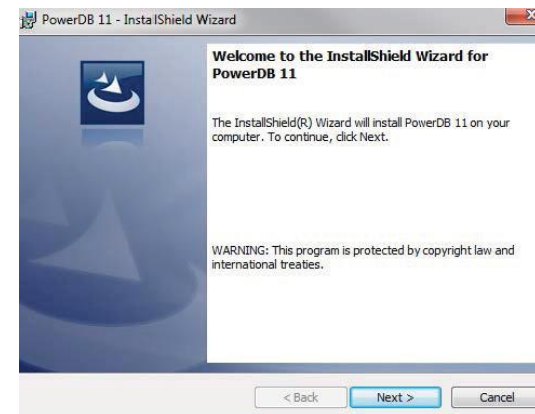 PowerDB 11 - InstallShield Wizard
Welcome to the InstallShield Wizard for
PowerDB 11
The InstallShield(R) Wizard will install PowerDB 11 on your
computer. To continue, click Next.
WARNING: This program is protected by copyright law and
international treaties.
< Back
Next >
Cancel